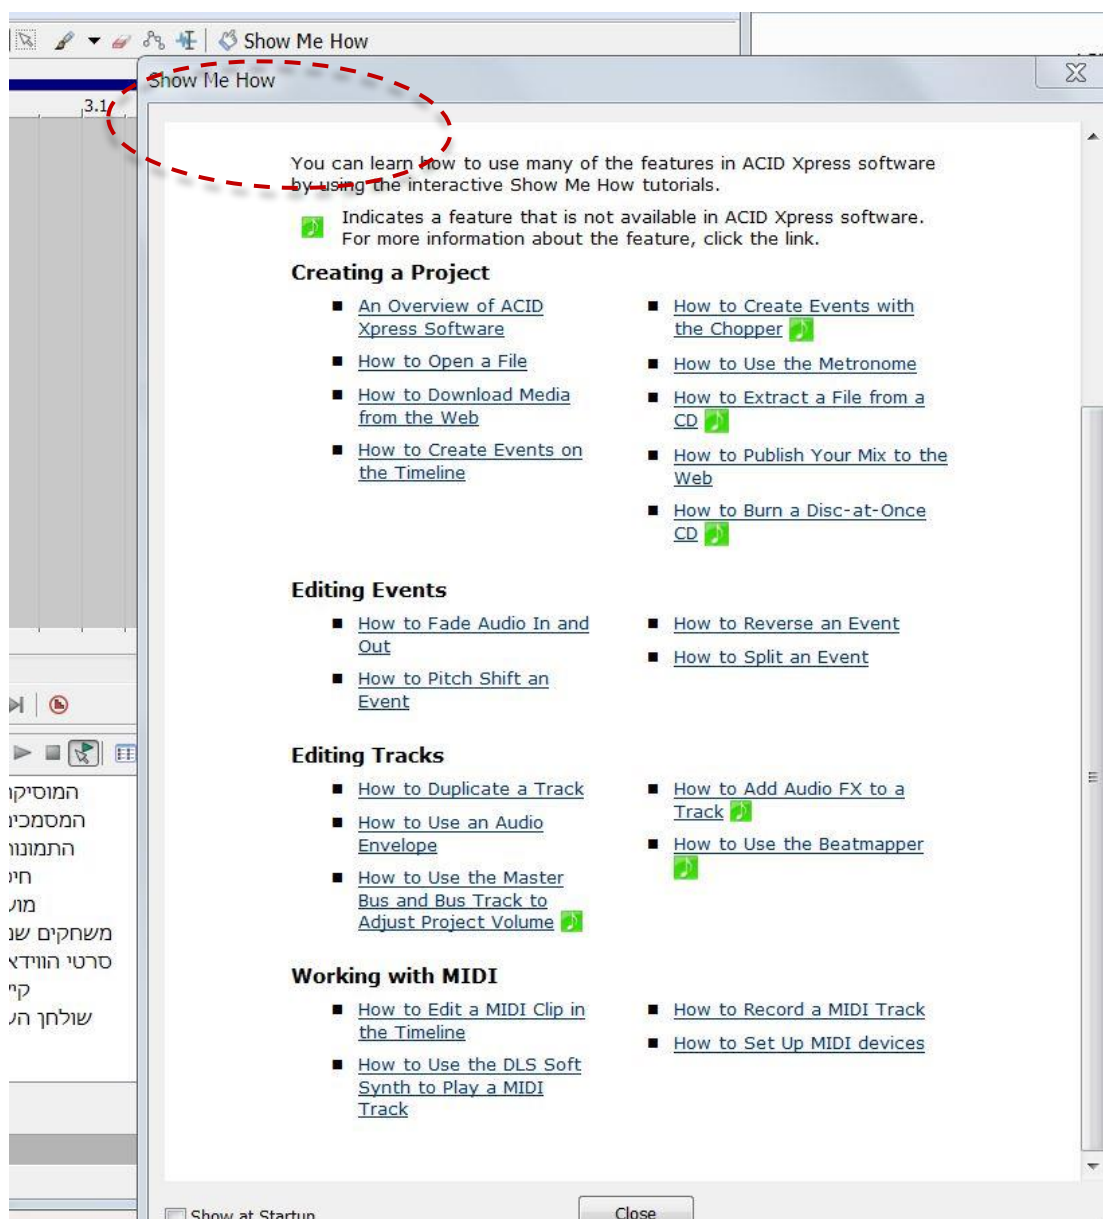 Show Me How
Show Me How
3.1
You can learn how to use many of the features in ACID Xpress software
by using the interactive Show Me How tutorials.
Indicates a feature that is not available in ACID Xpress software.
For more information about the feature, click the link.
Creating a Project
An Overview of ACID
Xpress Software
How to Open a File
How to Download Media
from the Web
How to Create Events on
the Timeline
How to Create Events with
the Chopper
How to Use the Metronome
How to Extract a File from a
CD
How to Publish Your Mix to the
Web
How to Burn a Disc-at-Once
CD
Editing Events
How to Fade Audio In and
Out
How to Pitch Shift an
Event
How to Reverse an Event
How to Split an Event
Editing Tracks
How to Duplicate a Track
How to Use an Audio
Envelope
How to Use the Master
Bus and Bus Track to
Adjust Project Volume
How to Add Audio FX to a
Track
How to Use the Beatmapper
Working with MIDI
How to Edit a MIDI Clip in
the Timeline
How to Use the DLS Soft
Synth to Play a MIDI
Track
How to Record a MIDI Track
How to Set Up MIDI devices
משחקים
סרטי
שולחן
Show at Startup
Close